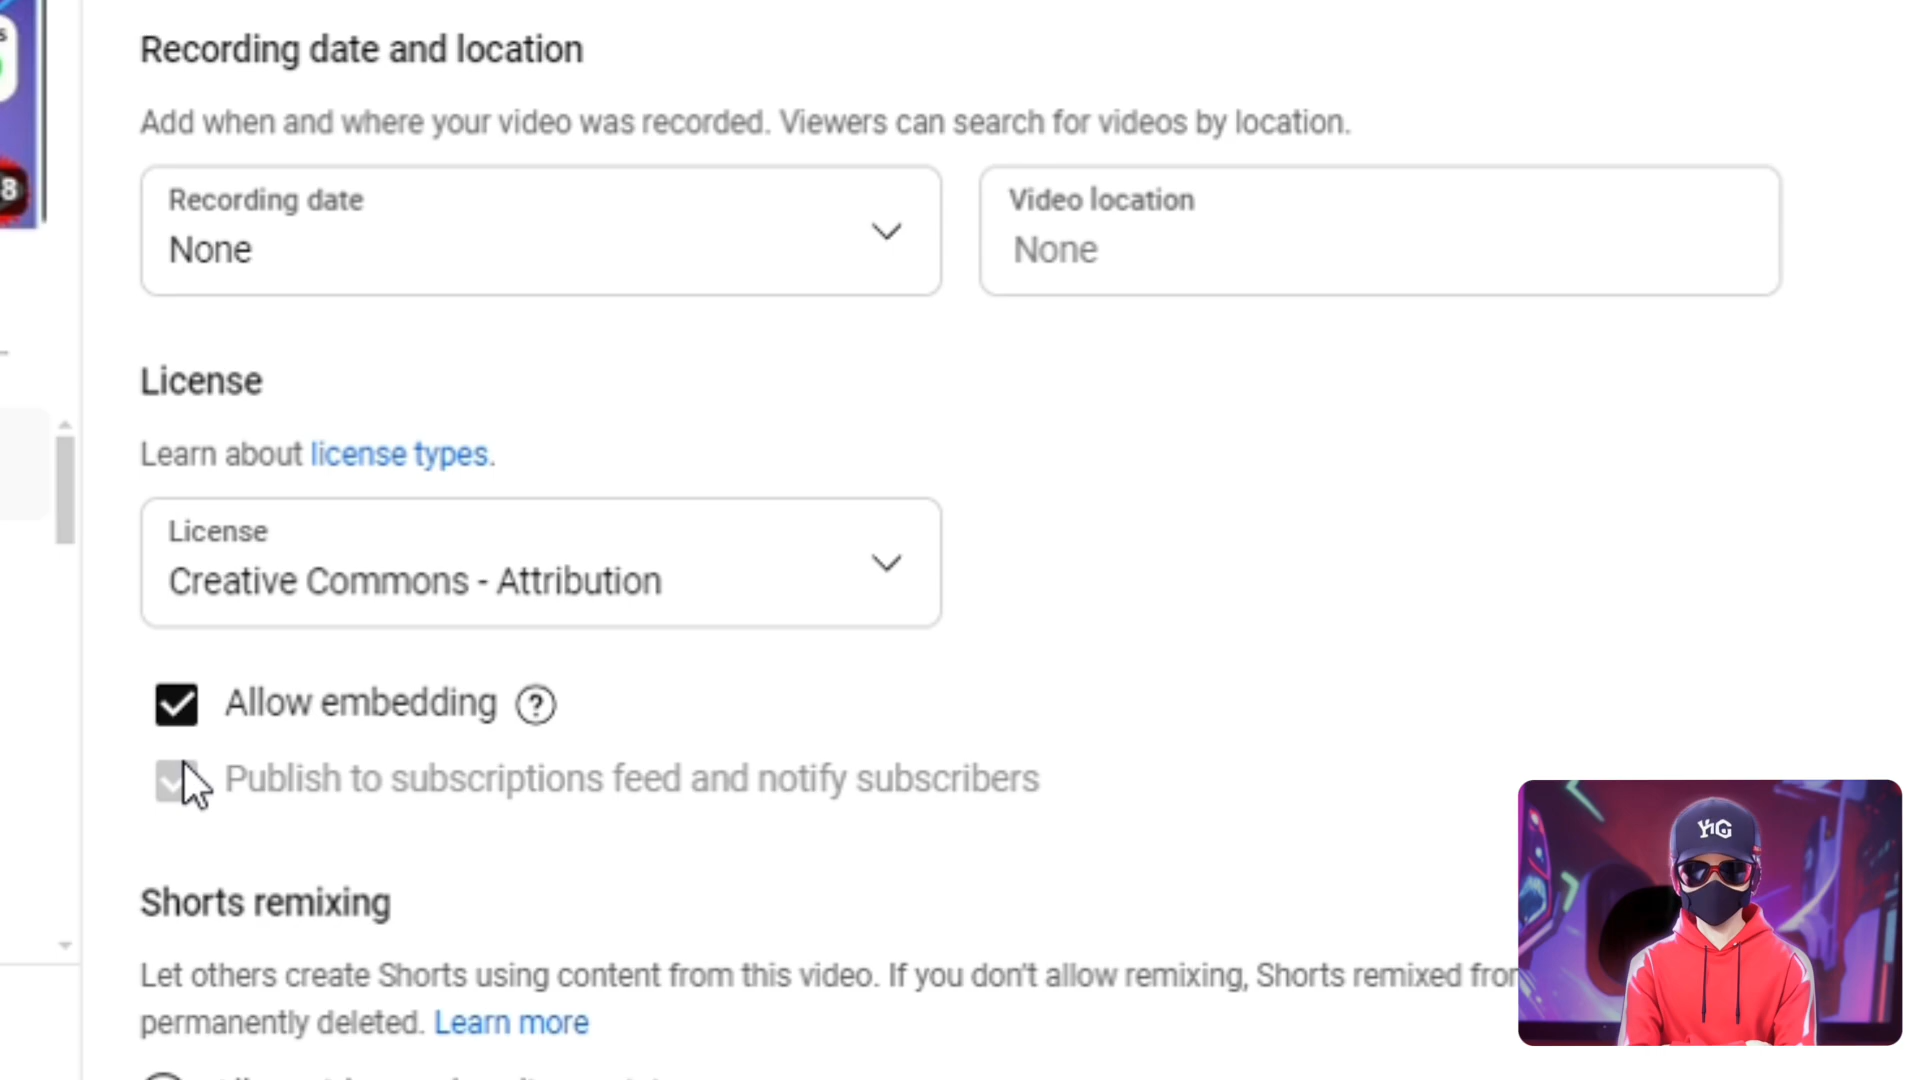 Recording date and location
Add when and where your video was recorded. Viewers can search for videos by location.
Recording date
None
Video location
None
License
Learn about license types.
License
Creative Commons - Attribution
Allow embedding ?
Publish to subscriptions feed and notify subscribers
Shorts remixing
Let others create Shorts using content from this video. If you don't allow remixing, Shorts remixed
permanently deleted. Learn more
8
YG